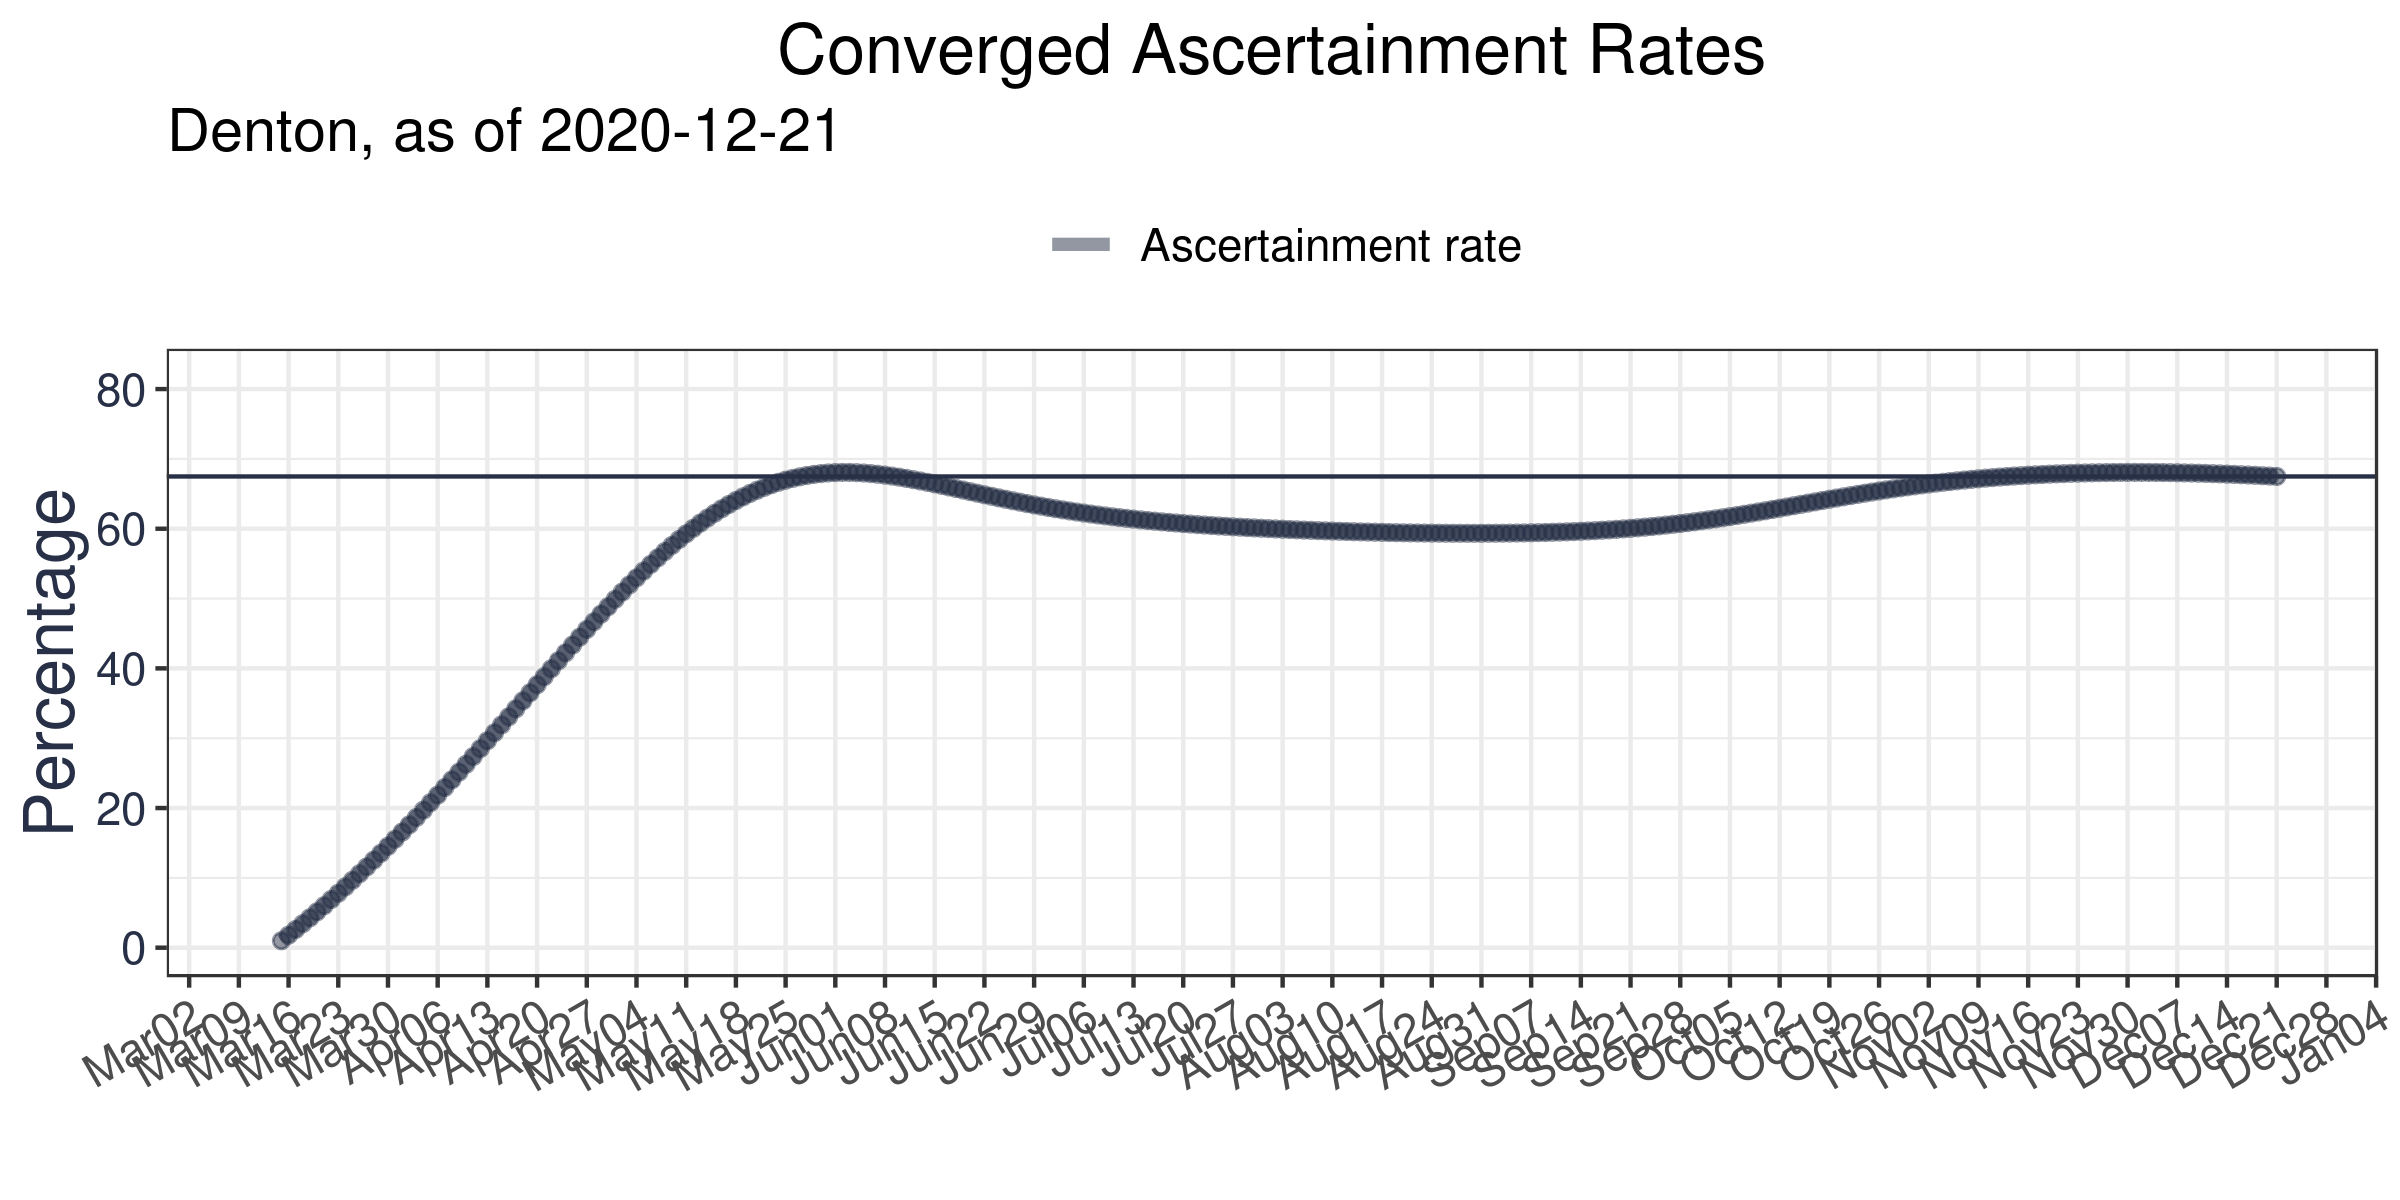 Converged Ascertainment Rates
Denton, as of 2020-12-21
Ascertainment rate
Percentage
80
60
40
20
0
Mar02
Mar09
Mar16
Mar23
Mar30
Apr06
Apr13
Apr20
Apr27
May04
May11
May18
May25
Jun01
Jun08
Jun15
Jun22
Jun29
Jul06
Jul13
Jul20
Jul27
Aug03
Aug10
Aug17
Aug24
Aug31
Sep07
Sep14
Sep21
Sep28
Oct05
Oct12
Oct19
Oct26
Nov02
Nov09
Nov16
Nov23
Nov30
Dec07
Dec14
Dec21
Dec28
Jan04